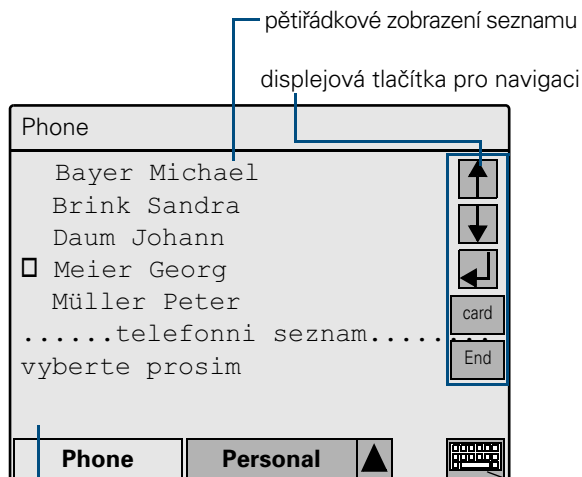 pětiřádkové zobrazení seznamu
displejová tlačítka pro navigaci
Phone
Bayer Michael
Brink Sandra
Daum Johann
Meier Georg
Müller Peter
card
......telefonni seznam.........
vyberte prosim
End
Phone Personal